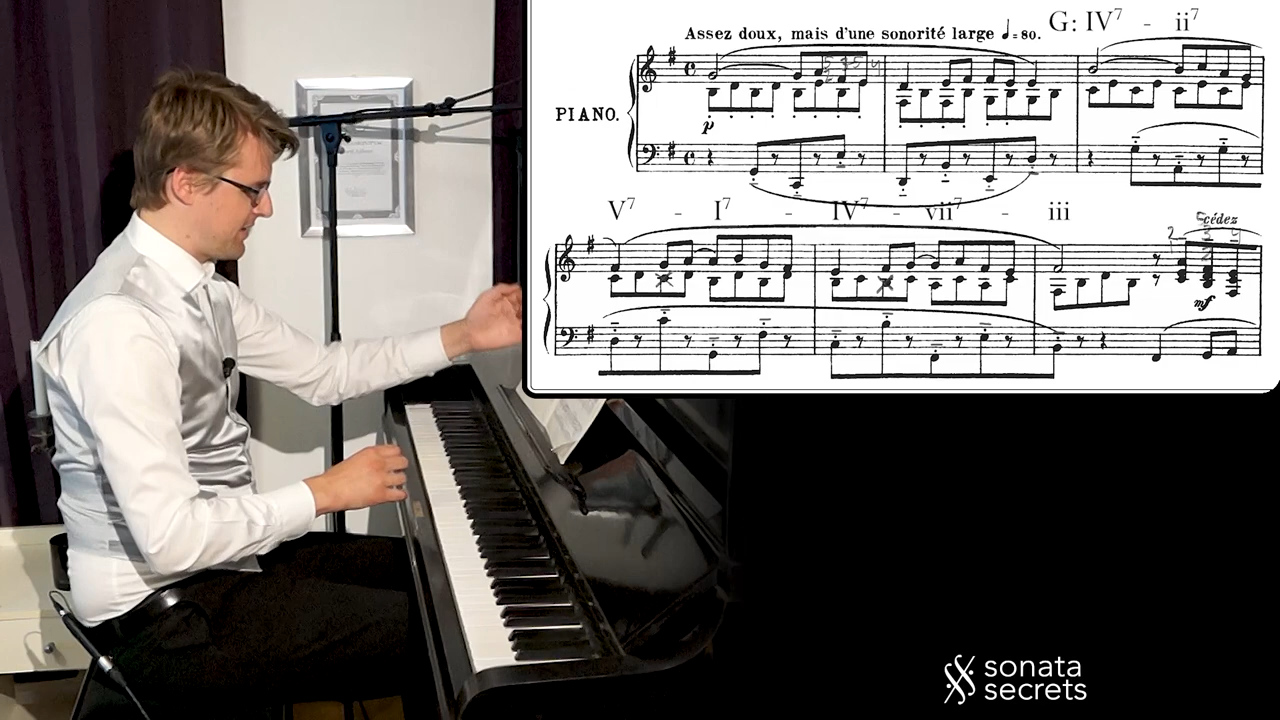 Assez doux, mais d'une sonorité large ♩=80.
G: IV⁷ - ii⁷
PIANO.
p
V⁷ - I⁷ - IV⁷ - vii⁷ - iii
cédez
mf
sonata
secrets